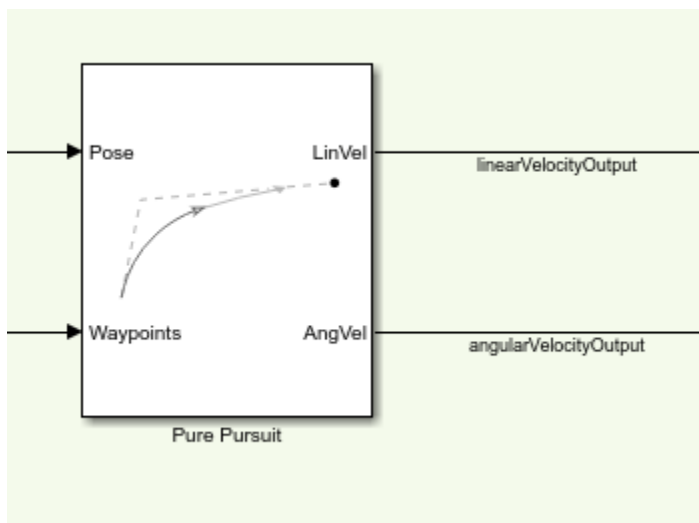 Pose
LinVel
linearVelocityOutput
Waypoints
AngVel
angularVelocityOutput
Pure Pursuit